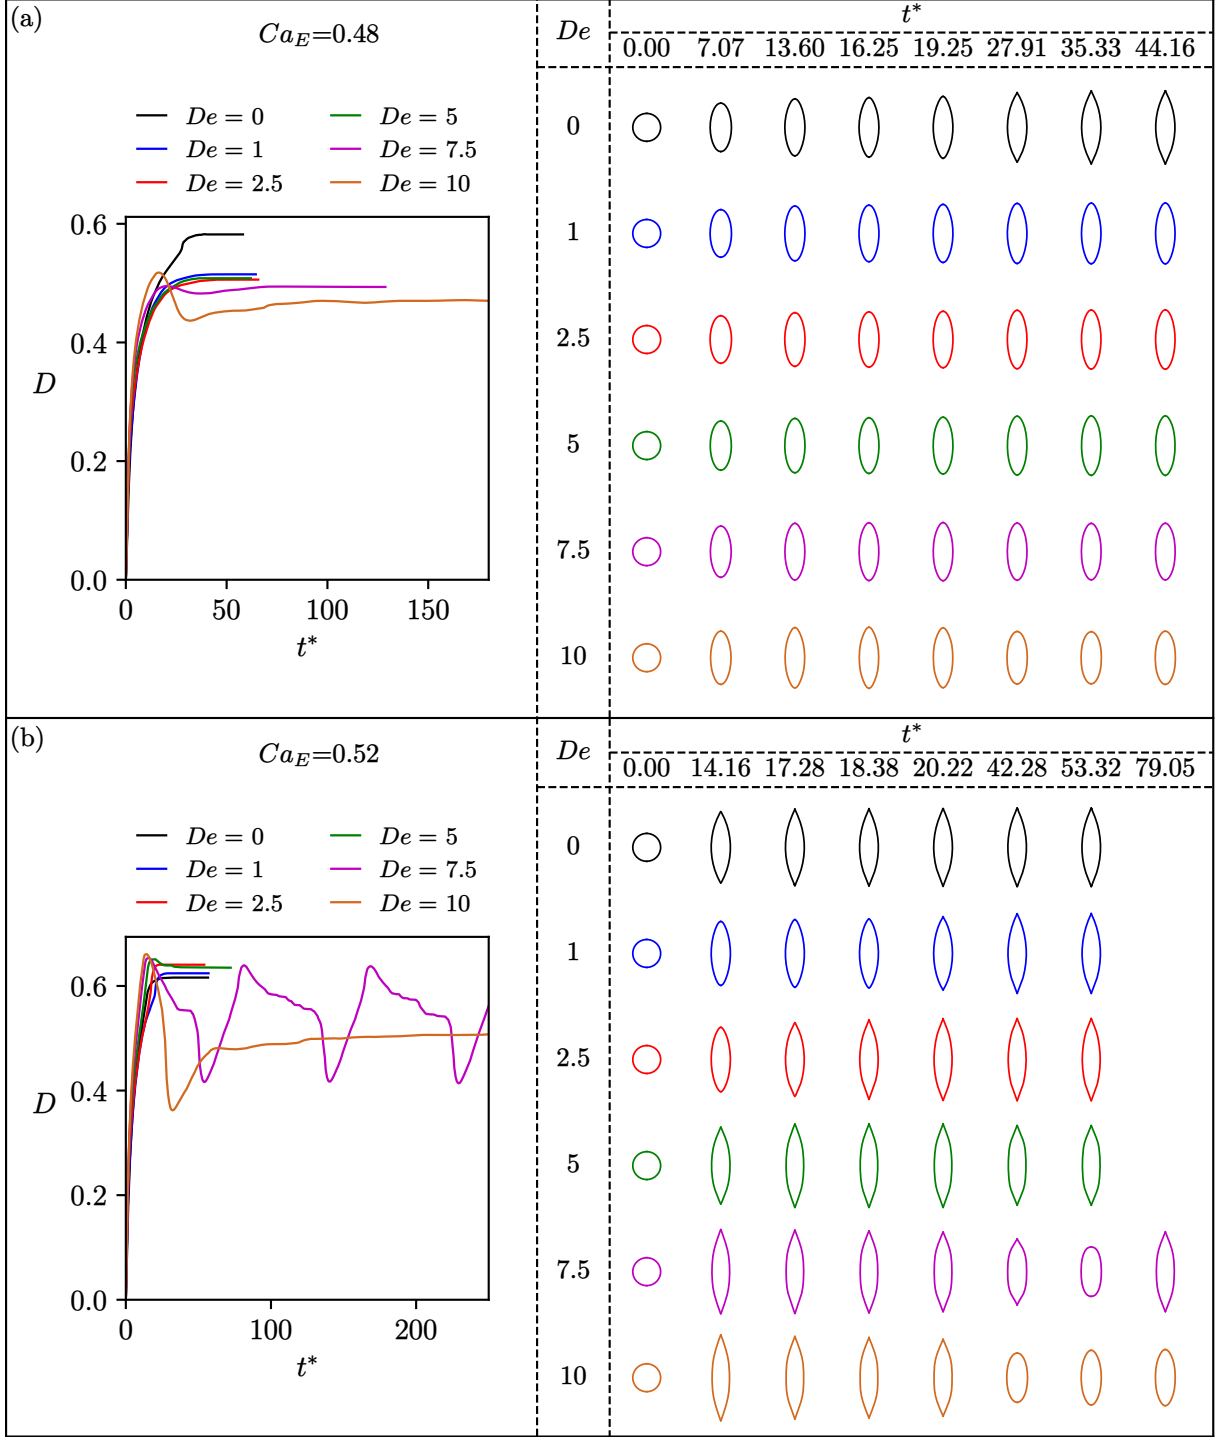 (a)
Ca_E=0.48
De = 0
De = 5
De = 1
De = 7.5
De = 2.5
De = 10
0.6
0.4
0.2
0.0
D
0 50 100 150
t*
De
t*
0.00 7.07 13.60 16.25 19.25 27.91 35.33 44.16
0
1
2.5
5
7.5
10
(b)
Ca_E=0.52
De = 0
De = 5
De = 1
De = 7.5
De = 2.5
De = 10
0.6
0.4
0.2
0.0
D
0 100 200
t*
De
t*
0.00 14.16 17.28 18.38 20.22 42.28 53.32 79.05
0
1
2.5
5
7.5
10